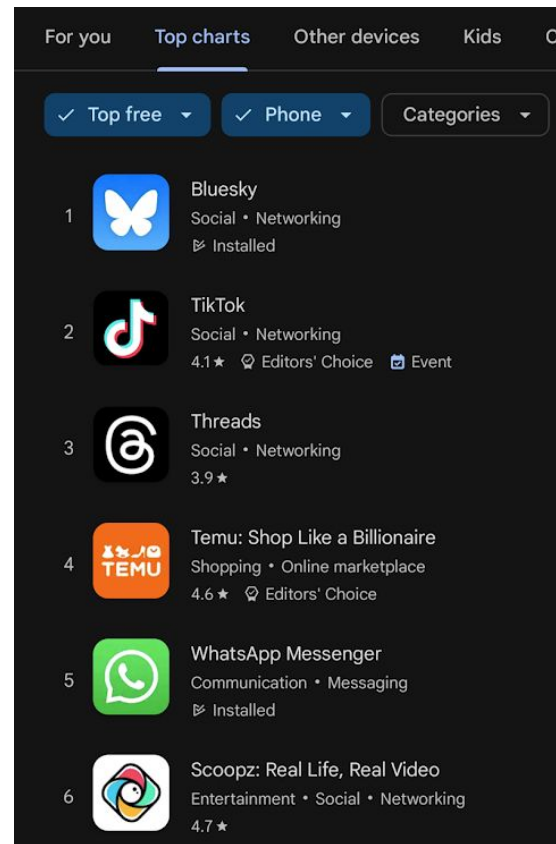 For you Top charts Other devices Kids
Top free Phone Categories
1
Bluesky
Social • Networking
Installed
2
TikTok
Social • Networking
4.1★ Editors' Choice Event
3
Threads
Social • Networking
3.9★
4
TEMU
Temu: Shop Like a Billionaire
Shopping • Online marketplace
4.6★ Editors' Choice
5
WhatsApp Messenger
Communication • Messaging
Installed
6
Scoopz: Real Life, Real Video
Entertainment • Social • Networking
4.7★